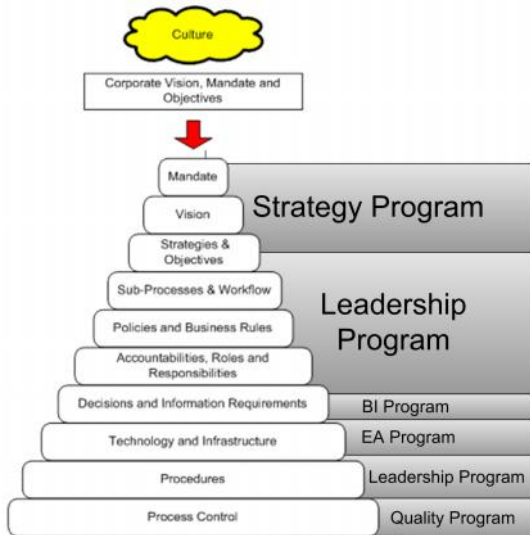 Culture
Corporate Vision, Mandate and
Objectives
Mandate
Vision
Strategy Program
Strategies &
Objectives
Sub-Processes & Workflow
Leadership
Program
Policies and Business Rules
Accountabilities, Roles and
Responsibilities
Decisions and Information Requirements
BI Program
Technology and Infrastructure
EA Program
Procedures
Leadership Program
Process Control
Quality Program